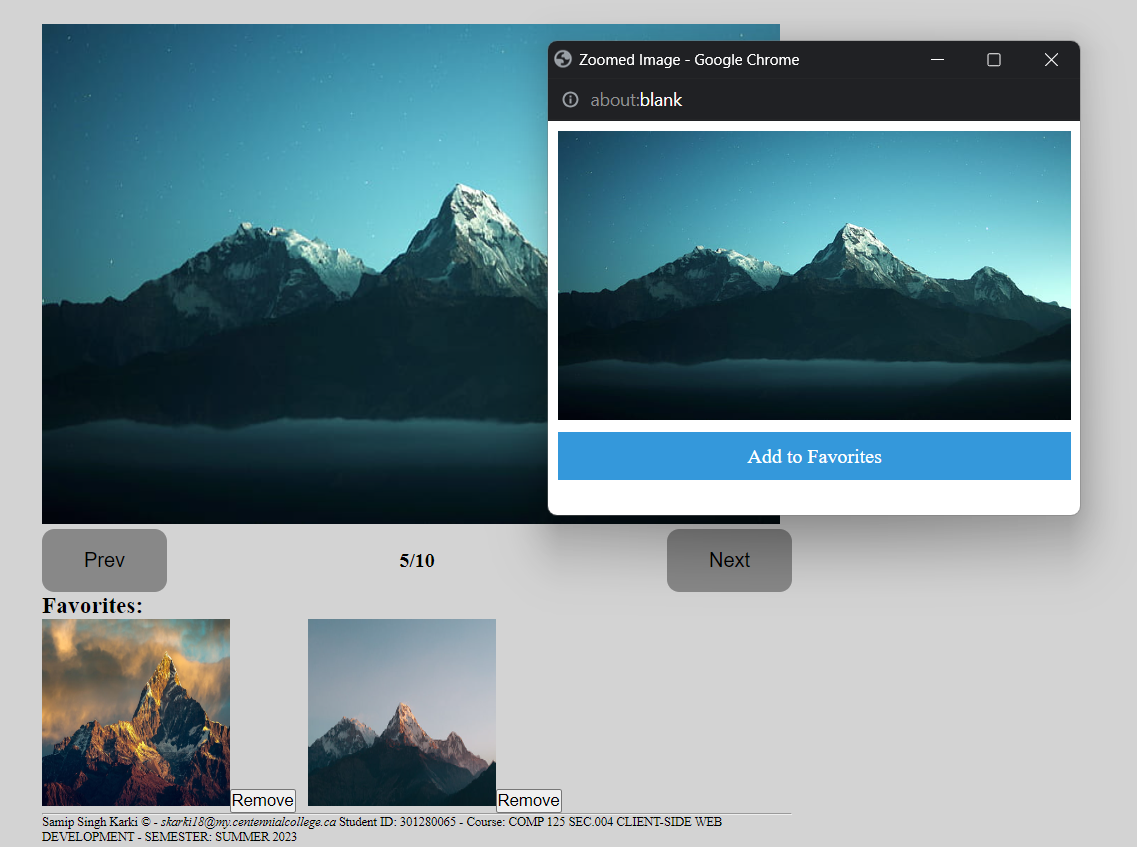 Zoomed Image - Google Chrome
about:blank
Add to Favorites
Prev
5/10
Next
Favorites:
Remove
Remove
Samip Singh Karki © - skarki18@my.centennialcollege.ca Student ID: 301280065 - Course: COMP 125 SEC.004 CLIENT-SIDE WEB
DEVELOPMENT - SEMESTER: SUMMER 2023